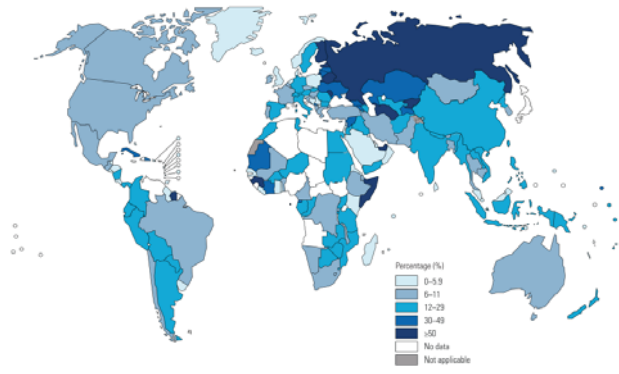 Percentage (%)
0–5.9
6–11
12–29
30–49
≥50
No data
Not applicable